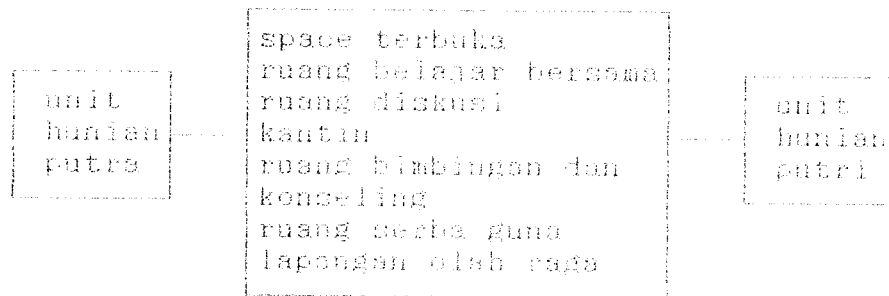 unit
hunian
putra
space terbuka
ruang belajar bersama
ruang diskusi
kantin
ruang bimbingan dan
konseling
ruang serba guna
lapangan olah raga
unit
hunian
putri